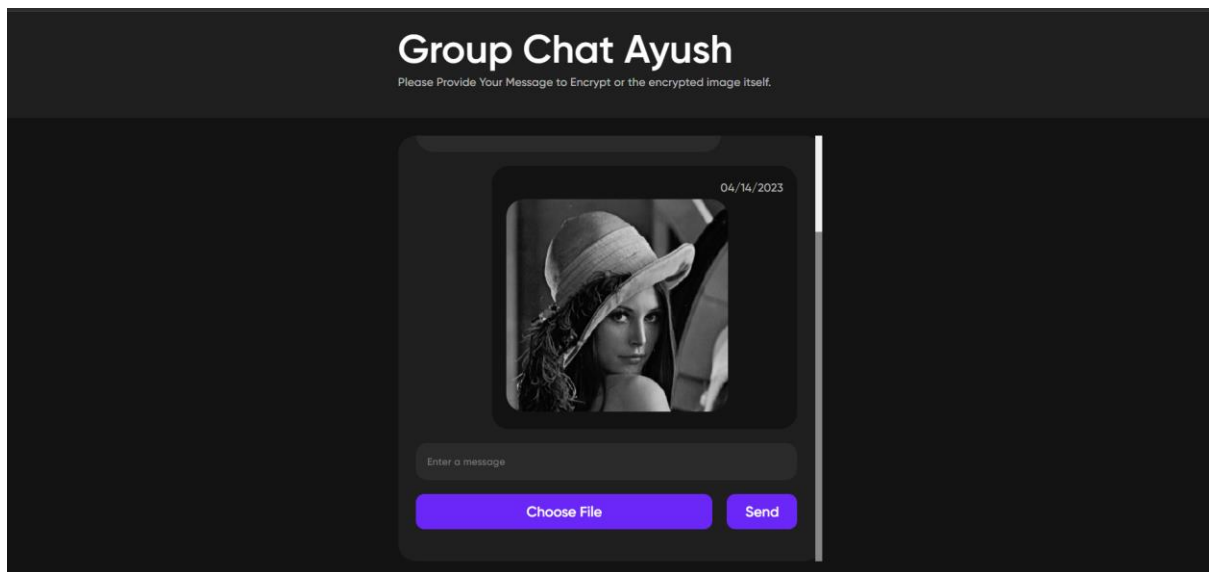 Group Chat Ayush
Please Provide Your Message to Encrypt or the encrypted image itself.
04/14/2023
Enter a message
Choose File
Send